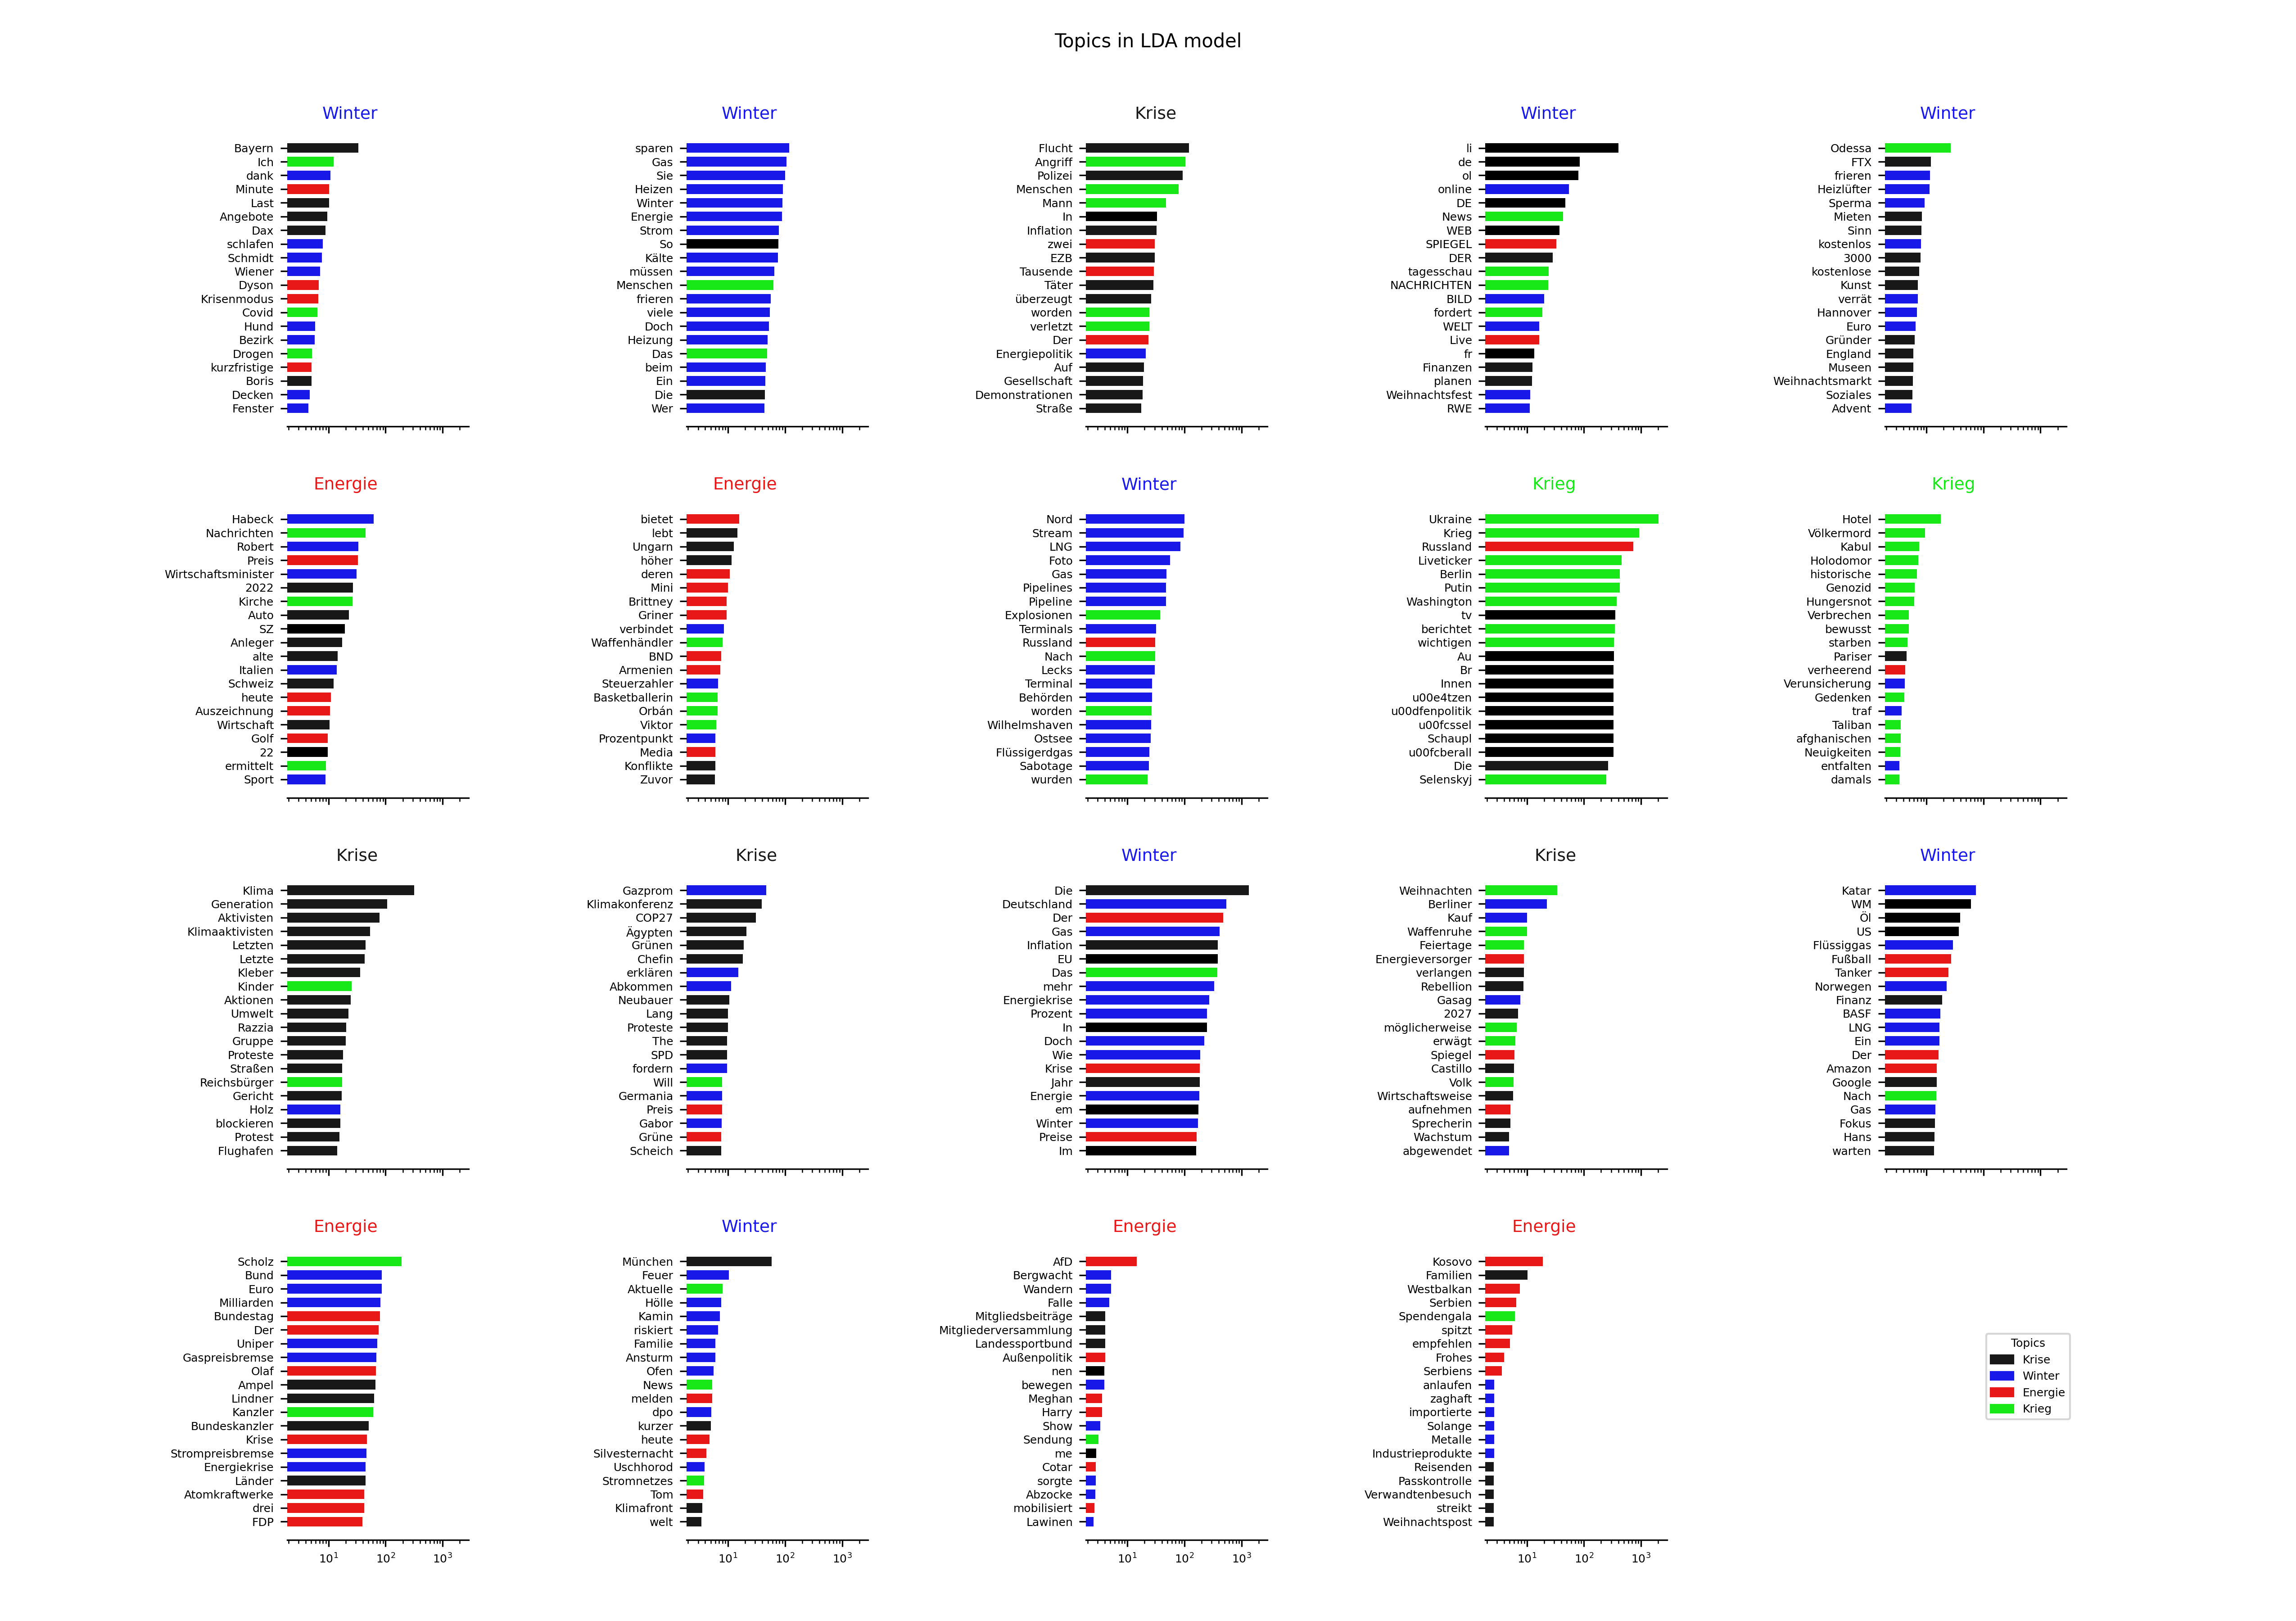 Topics in LDA model
Winter
Bayern
Ich
dank
Minute
Last
Angebote
Dax
schlafen
Schmidt
Wiener
Dyson
Krisenmodus
Covid
Hund
Bezirk
Drogen
kurzfristige
Boris
Decken
Fenster
Winter
sparen
Gas
Sie
Heizen
Winter
Energie
Strom
So
Kälte
müssen
Menschen
frieren
viele
Doch
Heizung
Das
beim
Ein
Die
Wer
Krise
Flucht
Angriff
Polizei
Menschen
Mann
In
Inflation
zwei
EZB
Tausende
Täter
überzeugt
worden
verletzt
Der
Energiepolitik
Auf
Gesellschaft
Demonstrationen
Straße
Winter
li
de
ol
online
DE
News
WEB
SPIEGEL
DER
tagesschau
NACHRICHTEN
BILD
fordert
WELT
Live
fr
Finanzen
planen
Weihnachtsfest
RWE
Winter
Odessa
FTX
frieren
Heizlüfter
Sperma
Mieten
Sinn
kostenlos
3000
kostenlose
Kunst
verrät
Hannover
Euro
Gründer
England
Museen
Weihnachtsmarkt
Soziales
Advent
Energie
Habeck
Nachrichten
Robert
Preis
Wirtschaftsminister
2022
Kirche
Auto
SZ
Anleger
alte
Italien
Schweiz
heute
Auszeichnung
Wirtschaft
Golf
22
ermittelt
Sport
Energie
bietet
lebt
Ungarn
höher
deren
Mini
Brittney
Griner
verbindet
Waffenhändler
BND
Armenien
Steuerzahler
Basketballerin
Orbán
Viktor
Prozentpunkt
Media
Konflikte
Zuvor
Winter
Nord
Stream
LNG
Foto
Gas
Pipelines
Pipeline
Explosionen
Terminals
Russland
Nach
Lecks
Terminal
Behörden
worden
Wilhelmshaven
Ostsee
Flüssigerdgas
Sabotage
wurden
Krieg
Ukraine
Krieg
Russland
Liveticker
Berlin
Putin
Washington
tv
berichtet
wichtigen
Au
Br
Innen
u00e4tzen
u00dfenpolitik
u00fcssel
Schaupl
u00fcberall
Die
Selenskyj
Krieg
Hotel
Völkermord
Kabul
Holodomor
historische
Genozid
Hungersnot
Verbrechen
bewusst
starben
Pariser
verheerend
Verunsicherung
Gedenken
traf
Taliban
afghanischen
Neuigkeiten
entfalten
damals
Krise
Klima
Generation
Aktivisten
Klimaaktivisten
Letzten
Letzte
Kleber
Kinder
Aktionen
Umwelt
Razzia
Gruppe
Proteste
Straßen
Reichsbürger
Gericht
Holz
blockieren
Protest
Flughafen
Krise
Gazprom
Klimakonferenz
COP27
Ägypten
Grünen
Chefin
erklären
Abkommen
Neubauer
Lang
Proteste
The
SPD
fordern
Will
Germania
Preis
Gabor
Grüne
Scheich
Winter
Die
Deutschland
Der
Gas
Inflation
EU
Das
mehr
Energiekrise
Prozent
In
Doch
Wie
Krise
Jahr
Energie
em
Winter
Preise
Im
Krise
Weihnachten
Berliner
Kauf
Waffenruhe
Feiertage
Energieversorger
verlangen
Rebellion
Gasag
2027
möglicherweise
erwägt
Spiegel
Castillo
Volk
Wirtschaftsweise
aufnehmen
Sprecherin
Wachstum
abgewendet
Winter
Katar
WM
Öl
US
Flüssiggas
Fußball
Tanker
Norwegen
Finanz
BASF
LNG
Ein
Der
Amazon
Google
Nach
Gas
Fokus
Hans
warten
Energie
Scholz
Bund
Euro
Milliarden
Bundestag
Der
Uniper
Gaspreisbremse
Olaf
Ampel
Lindner
Kanzler
Bundeskanzler
Krise
Strompreisbremse
Energiekrise
Länder
Atomkraftwerke
drei
FDP
10¹ 10² 10³
Winter
München
Feuer
Aktuelle
Hölle
Kamin
riskiert
Familie
Ansturm
Ofen
News
melden
dpo
kurzer
heute
Silvesternacht
Uschhorod
Stromnetzes
Tom
Klimafront
welt
10¹ 10² 10³
Energie
AfD
Bergwacht
Wandern
Falle
Mitgliedsbeiträge
Mitgliederversammlung
Landessportbund
Außenpolitik
nen
bewegen
Meghan
Harry
Show
Sendung
me
Cotar
sorgte
Abzocke
mobilisiert
Lawinen
10¹ 10² 10³
Energie
Kosovo
Familien
Westbalkan
Serbien
Spendengala
spitzt
empfehlen
Frohes
Serbiens
anlaufen
zaghaft
importierte
Solange
Metalle
Industrieprodukte
Reisenden
Passkontrolle
Verwandtenbesuch
streikt
Weihnachtspost
10¹ 10² 10³
Topics
Krise
Winter
Energie
Krieg